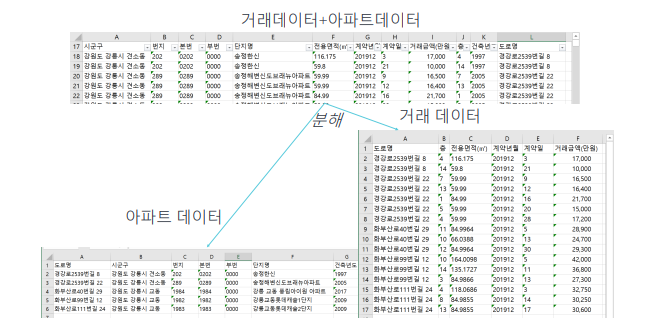 거래데이터+아파트데이터
A B C D E F G H I J K L
17 시군구 번지 본번 부번 단지명 전용면적(㎡ 계약년 계약일 거래금액(만원 층 건축년 도로명
18 강원도 강릉시 견소동 202 0202 0000 송정한신 116.175 201912 3 17,000 4 1997 경강로2539번길 8
19 강원도 강릉시 견소동 202 0202 0000 송정한신 59.8 201912 21 10,000 14 1997 경강로2539번길 8
20 강원도 강릉시 견소동 289 0289 0000 송정해변신도브래뉴아파트 59.99 201912 9 16,500 7 2005 경강로2539번길 22
21 강원도 강릉시 견소동 289 0289 0000 송정해변신도브래뉴아파트 59.99 201912 12 16,400 13 2005 경강로2539번길 22
22 강원도 강릉시 견소동 289 0289 0000 송정해변신도브래뉴아파트 84.99 201912 16 21,700 1 2005 경강로2539번길 22
분해
거래 데이터
A B C D E F
1 도로명 층 전용면적(㎡) 계약년월 계약일 거래금액(만원)
2 경강로2539번길 8 4 116.175 201912 3 17,000
3 경강로2539번길 8 14 59.8 201912 21 10,000
4 경강로2539번길 22 7 59.99 201912 9 16,500
5 경강로2539번길 22 13 59.99 201912 12 16,400
6 경강로2539번길 22 1 84.99 201912 16 21,700
7 경강로2539번길 22 5 59.99 201912 20 15,000
8 경강로2539번길 22 4 59.99 201912 28 17,200
9 화부산로40번길 29 11 84.9964 201912 5 28,900
10 화부산로40번길 29 10 66.0388 201912 13 24,700
11 화부산로40번길 29 12 84.9964 201912 30 29,300
12 화부산로99번길 12 10 164.0098 201912 5 42,000
13 화부산로99번길 12 14 135.1727 201912 11 36,800
14 화부산로99번길 12 3 84.9866 201912 13 27,300
15 화부산로111번길 24 4 118.0686 201912 3 32,750
16 화부산로111번길 24 8 84.9855 201912 14 30,250
17 화부산로111번길 24 13 84.9855 201912 17 30,600
아파트 데이터
A B C D E F G
1 도로명 시군구 번지 본번 부번 단지명 건축년도
2 경강로2539번길 8 강원도 강릉시 견소동 202 0202 0000 송정한신 1997
3 경강로2539번길 22 강원도 강릉시 견소동 289 0289 0000 송정해변신도브래뉴아파트 2005
4 화부산로40번길 29 강원도 강릉시 교동 1984 1984 0000 강릉 교동 풍림아이원 아파트 2017
5 화부산로99번길 12 강원도 강릉시 교동 1982 1982 0000 강릉교동롯데캐슬1단지 2009
6 화부산로111번길 24 강원도 강릉시 교동 1983 1983 0000 강릉교동롯데캐슬2단지 2009